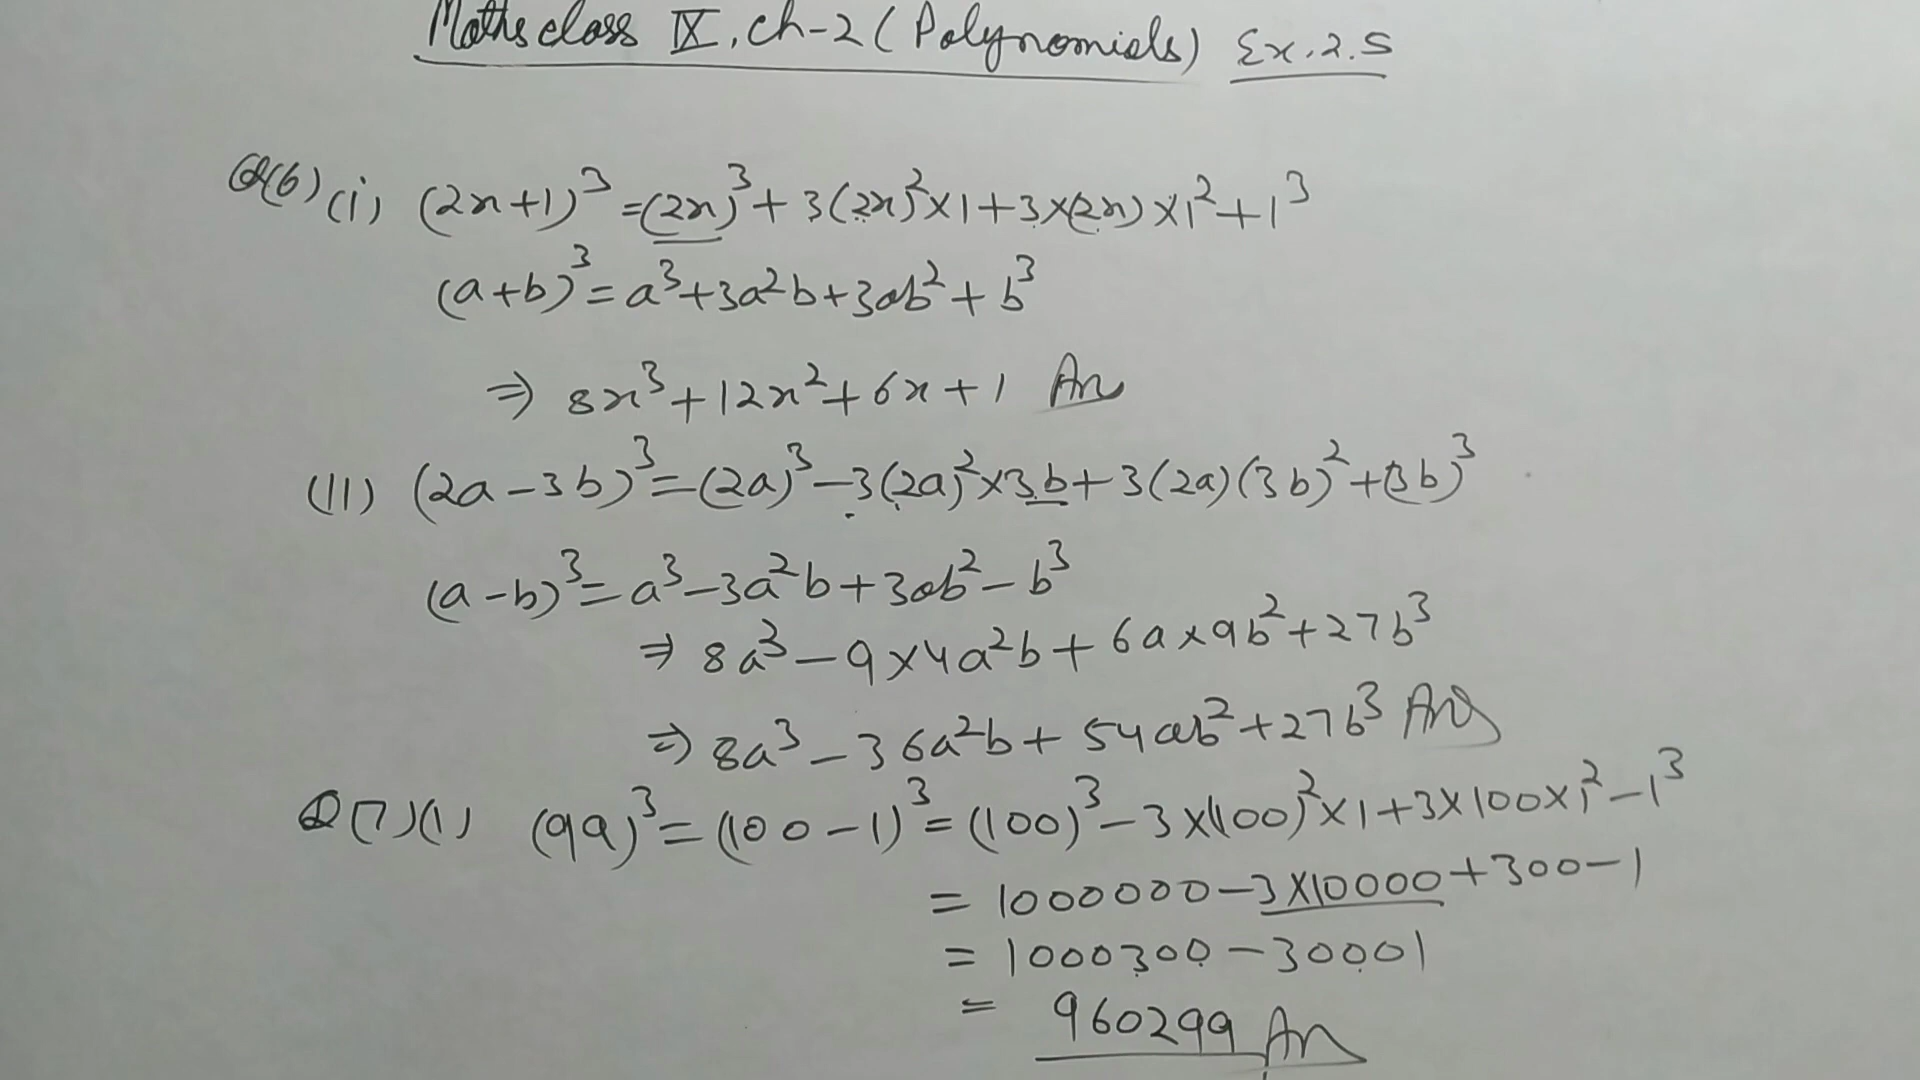 Maths class IX, Ch-2 (Polynomials) Ex. 2.5
Q(6) (i) (2x+1)³ = (2x)³ + 3(2x)²×1 + 3×(2x)×1² + 1³
(a+b)³ = a³+3a²b+3ab² + b³
⇒ 8x³ + 12x² + 6x + 1 An
(II) (2a-3b)³ = (2a)³ - 3(2a)²×3b + 3(2a)(3b)² + (3b)³
(a-b)³ = a³ - 3a²b + 3ab² - b³
⇒ 8a³ - 9×4a²b + 6a×9b² + 27b³
⇒ 8a³ - 36a²b + 54ab² + 27b³ Ans
Q(7)(1) (99)³ = (100-1)³ = (100)³ - 3×(100)²×1 + 3×100×1² - 1³
= 1000000 - 3×10000 + 300 - 1
= 1000300 - 30001
= 960299 An